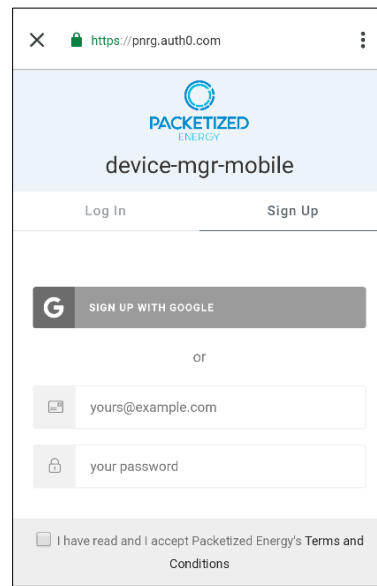 https://pnrg.auth0.com
PACKETIZED
ENERGY
device-mgr-mobile
Log In
Sign Up
G
SIGN UP WITH GOOGLE
or
yours@example.com
your password
I have read and I accept Packetized Energy's Terms and
Conditions